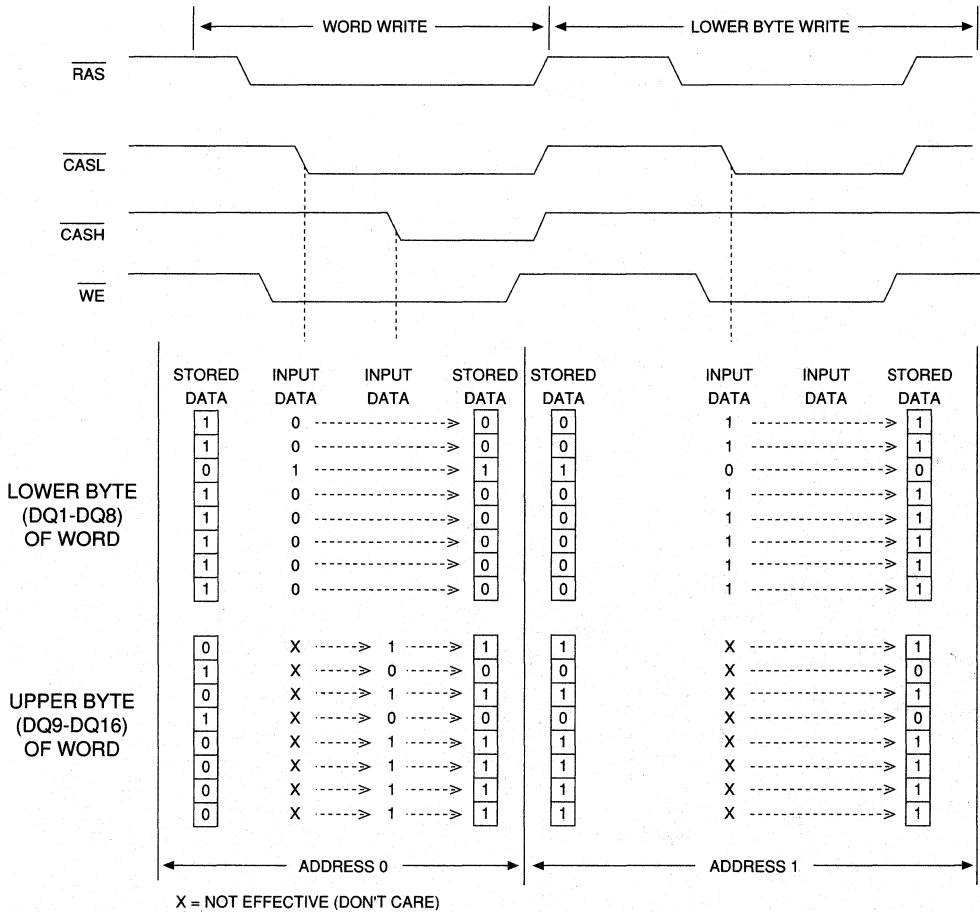 WORD WRITE LOWER BYTE WRITE
RAS
CASL
CASH
WE
STORED INPUT INPUT STORED STORED INPUT INPUT STORED
DATA DATA DATA DATA DATA DATA DATA DATA
1 0 0 0 1 1
1 0 0 0 1 1
0 1 1 1 0 0
1 0 0 0 1 1
1 0 0 0 1 1
1 0 0 0 1 1
1 0 0 0 1 1
1 0 0 0 1 1
LOWER BYTE
(DQ1-DQ8)
OF WORD
0 X 1 1 1 X 1
1 X 0 0 0 X 0
0 X 1 1 1 X 1
1 X 0 0 0 X 0
0 X 1 1 1 X 1
0 X 1 1 1 X 1
0 X 1 1 1 X 1
0 X 1 1 1 X 1
UPPER BYTE
(DQ9-DQ16)
OF WORD
ADDRESS 0 ADDRESS 1
X = NOT EFFECTIVE (DON'T CARE)